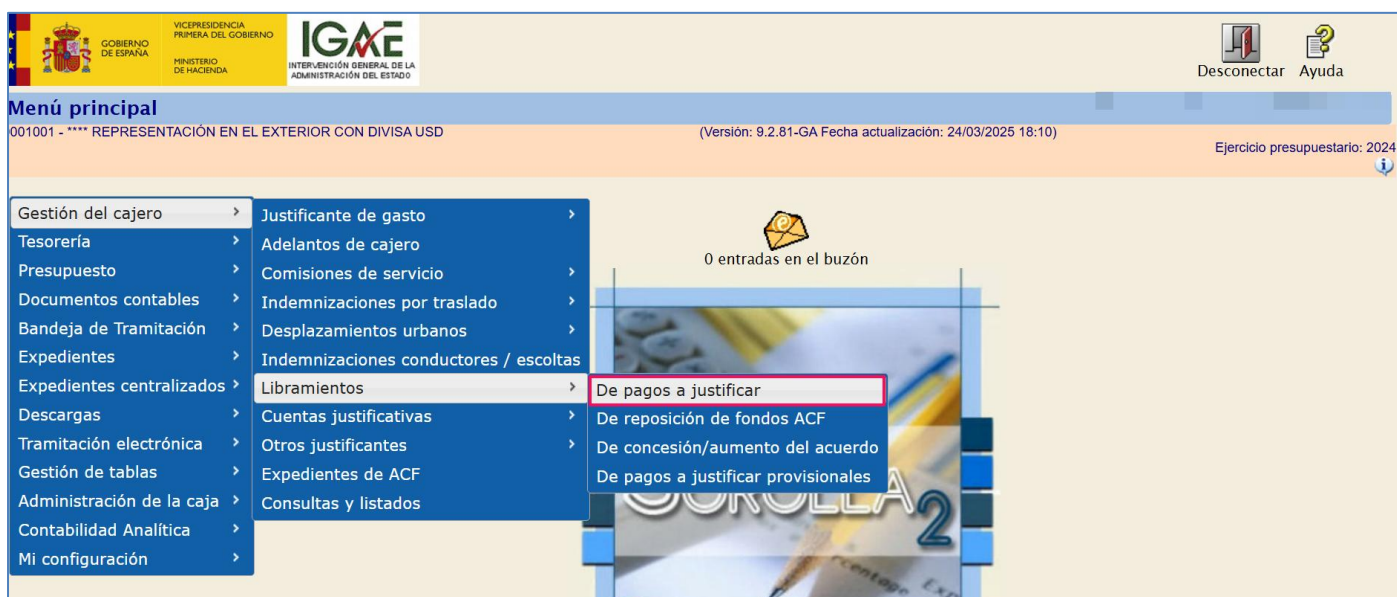 GOBIERNO
DE ESPAÑA
VICEPRESIDENCIA
PRIMERA DEL GOBIERNO
MINISTERIO
DE HACIENDA
IGAE
INTERVENCIÓN GENERAL DE LA
ADMINISTRACIÓN DEL ESTADO
Desconectar Ayuda
Menú principal
001001 - **** REPRESENTACIÓN EN EL EXTERIOR CON DIVISA USD
(Versión: 9.2.81-GA Fecha actualización: 24/03/2025 18:10)
Ejercicio presupuestario: 2024
Gestión del cajero
Tesorería
Presupuesto
Documentos contables
Bandeja de Tramitación
Expedientes
Expedientes centralizados
Descargas
Tramitación electrónica
Gestión de tablas
Administración de la caja
Contabilidad Analítica
Mi configuración
Justificante de gasto
Adelantos de cajero
Comisiones de servicio
Indemnizaciones por traslado
Desplazamientos urbanos
Indemnizaciones conductores / escoltas
Libramientos
Cuentas justificativas
Otros justificantes
Expedientes de ACF
Consultas y listados
De pagos a justificar
De reposición de fondos ACF
De concesión/aumento del acuerdo
De pagos a justificar provisionales
0 entradas en el buzón
SOROLLA2